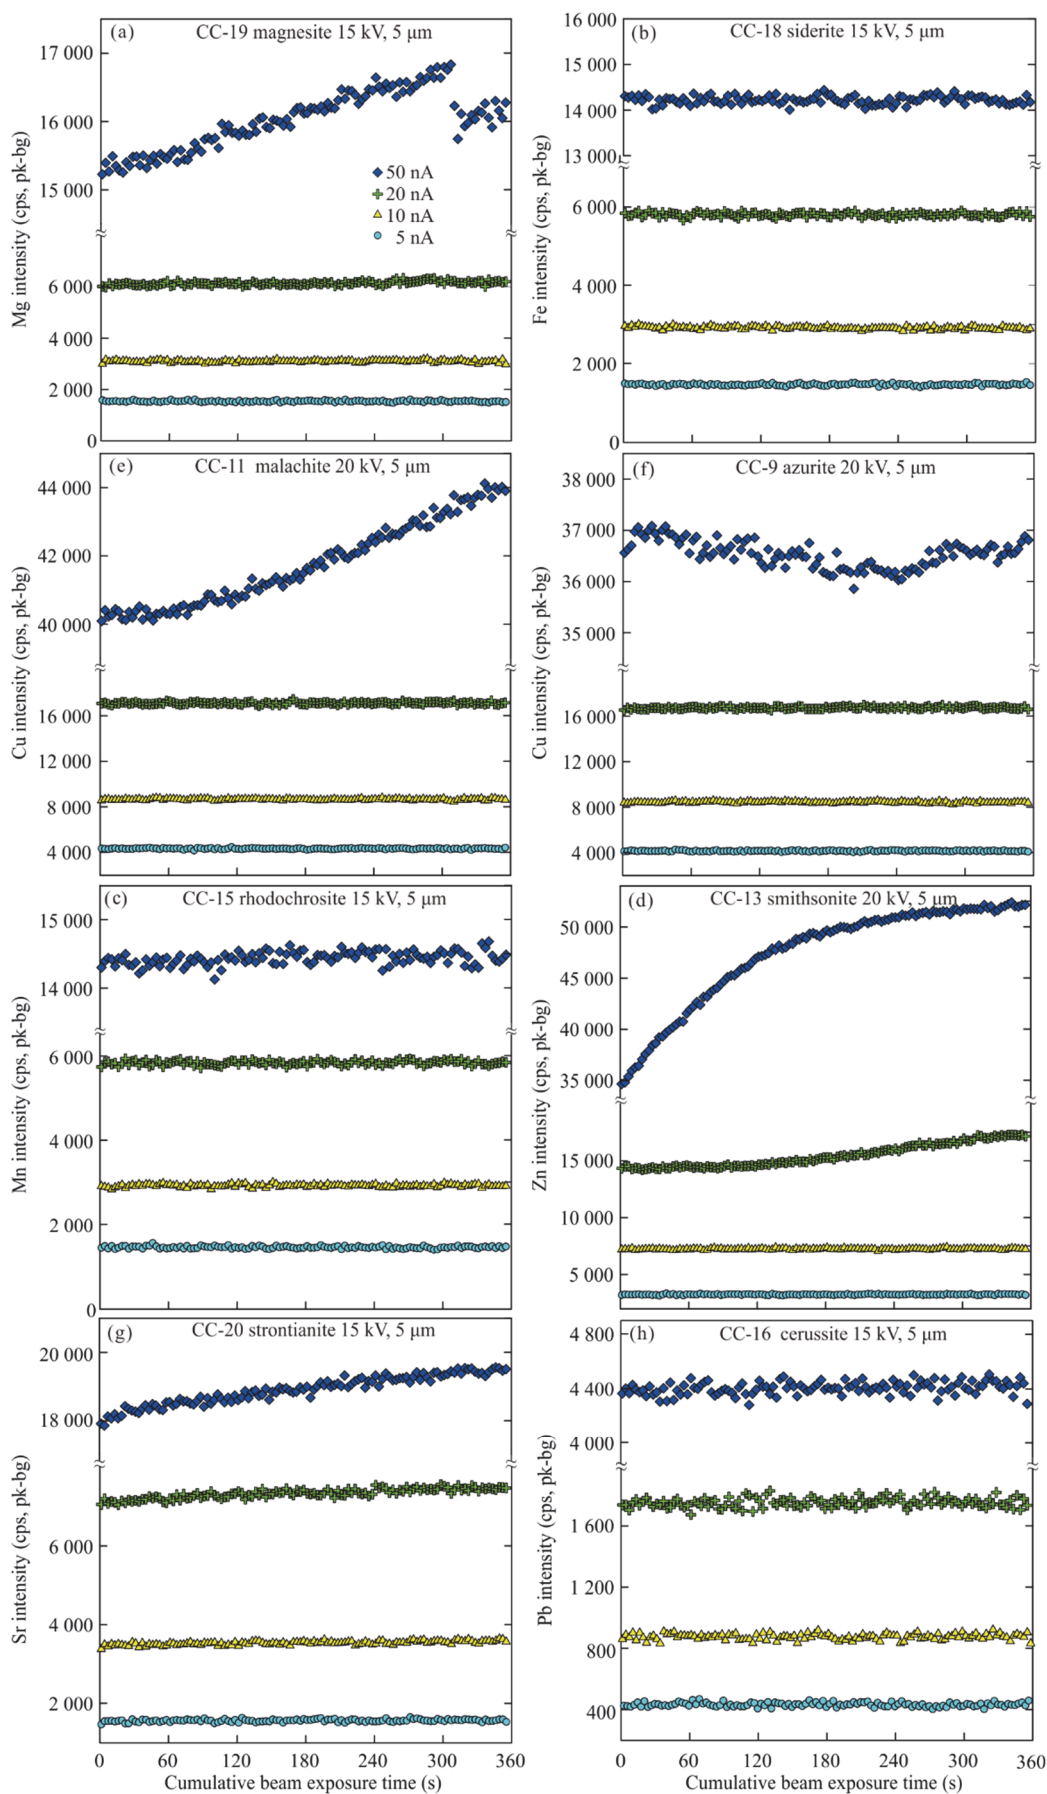 (a) CC-19 magnesite 15 kV, 5 μm
17 000
16 000
15 000
6 000
4 000
2 000
0
Mg intensity (cps, pk-bg)
50 nA
20 nA
10 nA
5 nA
(b) CC-18 siderite 15 kV, 5 μm
16 000
15 000
14 000
13 000
6 000
4 000
2 000
0
Fe intensity (cps, pk-bg)
(e) CC-11 malachite 20 kV, 5 μm
44 000
42 000
40 000
16 000
12 000
8 000
4 000
Cu intensity (cps, pk-bg)
(f) CC-9 azurite 20 kV, 5 μm
38 000
37 000
36 000
35 000
16 000
12 000
8 000
4 000
Cu intensity (cps, pk-bg)
(c) CC-15 rhodochrosite 15 kV, 5 μm
15 000
14 000
6 000
4 000
2 000
0
Mn intensity (cps, pk-bg)
(d) CC-13 smithsonite 20 kV, 5 μm
50 000
45 000
40 000
35 000
15 000
10 000
5 000
Zn intensity (cps, pk-bg)
(g) CC-20 strontianite 15 kV, 5 μm
20 000
18 000
6 000
4 000
2 000
Sr intensity (cps, pk-bg)
0 60 120 180 240 300 360
Cumulative beam exposure time (s)
(h) CC-16 cerussite 15 kV, 5 μm
4 800
4 400
4 000
1 600
1 200
800
400
Pb intensity (cps, pk-bg)
0 60 120 180 240 300 360
Cumulative beam exposure time (s)